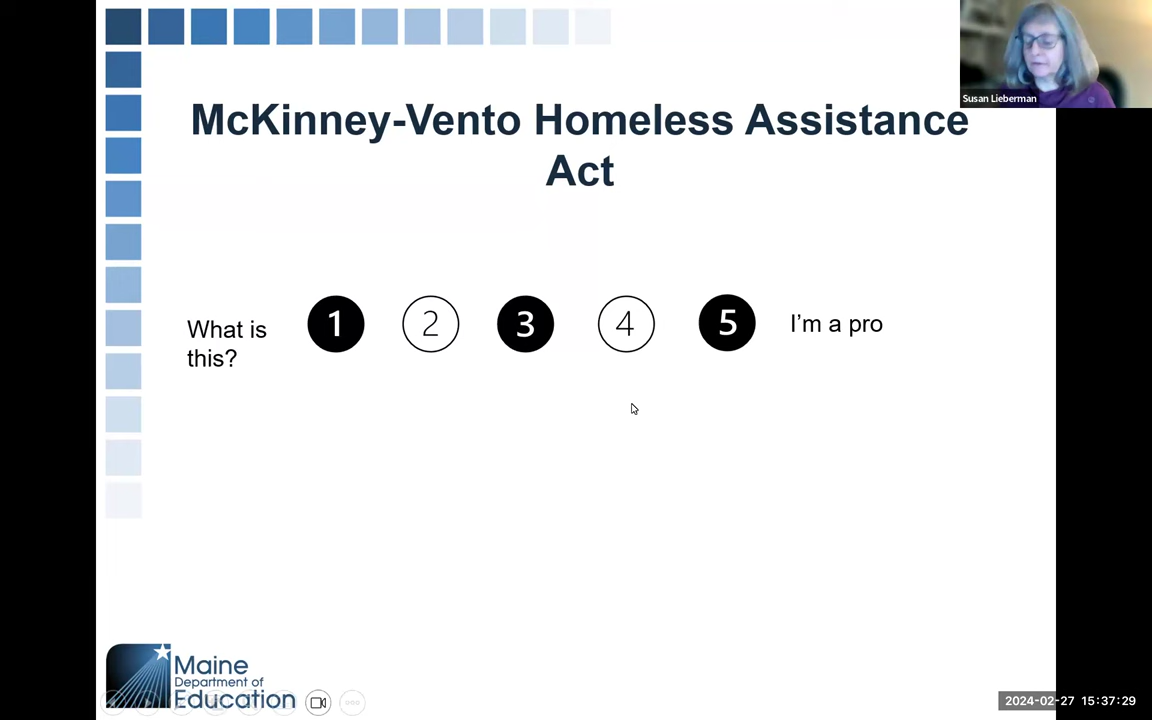 Susan Lieberman
McKinney-Vento Homeless Assistance
Act
What is
this?
1 2 3 4 5
I'm a pro
Maine
Department of
Education
2024-02-27 15:37:29